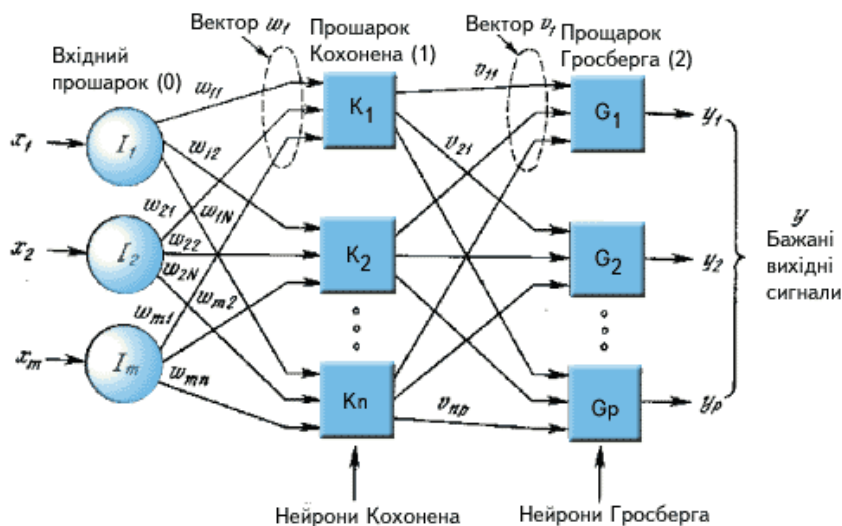 Вектор w1
Прошарок Кохонена (1)
Вектор v1
Прощарок Гросберга (2)
Вхідний прошарок (0)
x1
I1
w11
w12
w1N
K1
v11
v21
G1
y1
x2
I2
w21
w22
w2N
K2
G2
y2
y
Бажані
вихідні
сигнали
xm
Im
wm1
wm2
wmn
Kn
vnp
Gp
yp
Нейрони Кохонена
Нейрони Гросберга